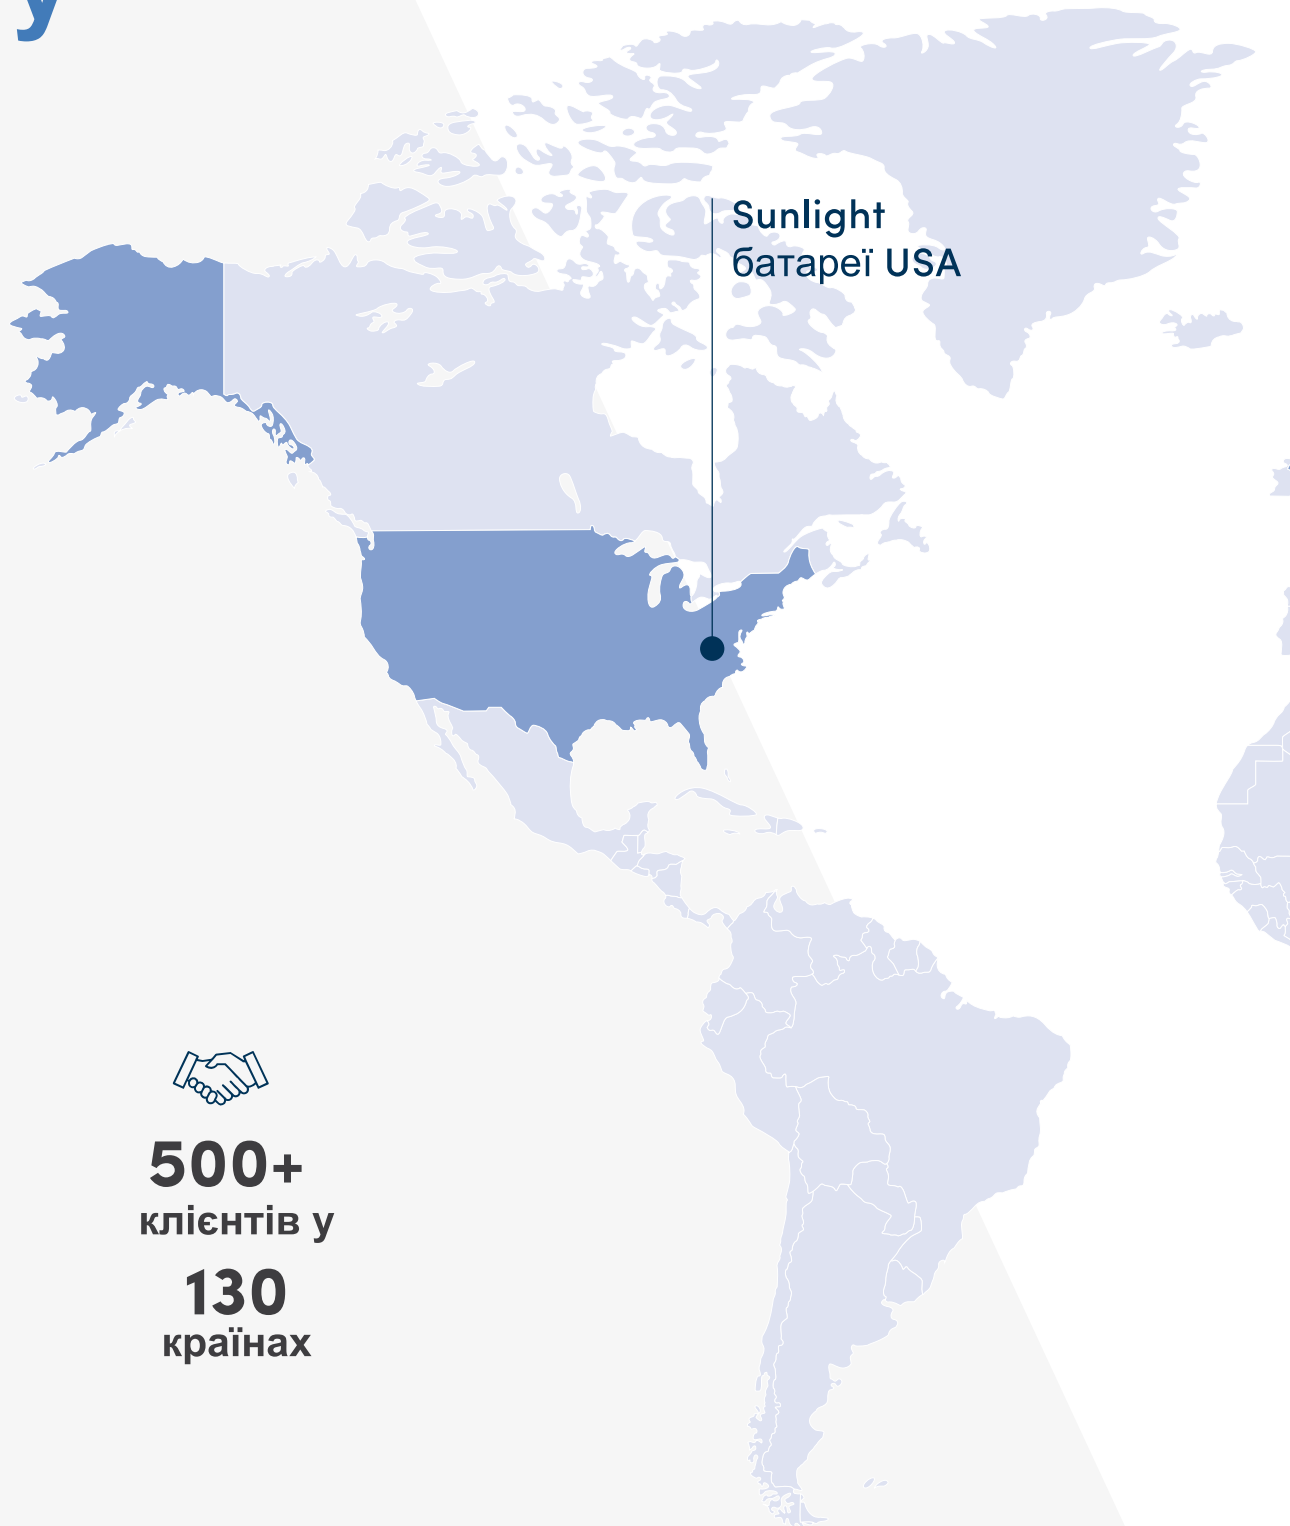 у
Sunlight
батареї USA
500+
клієнтів у
130
країнах